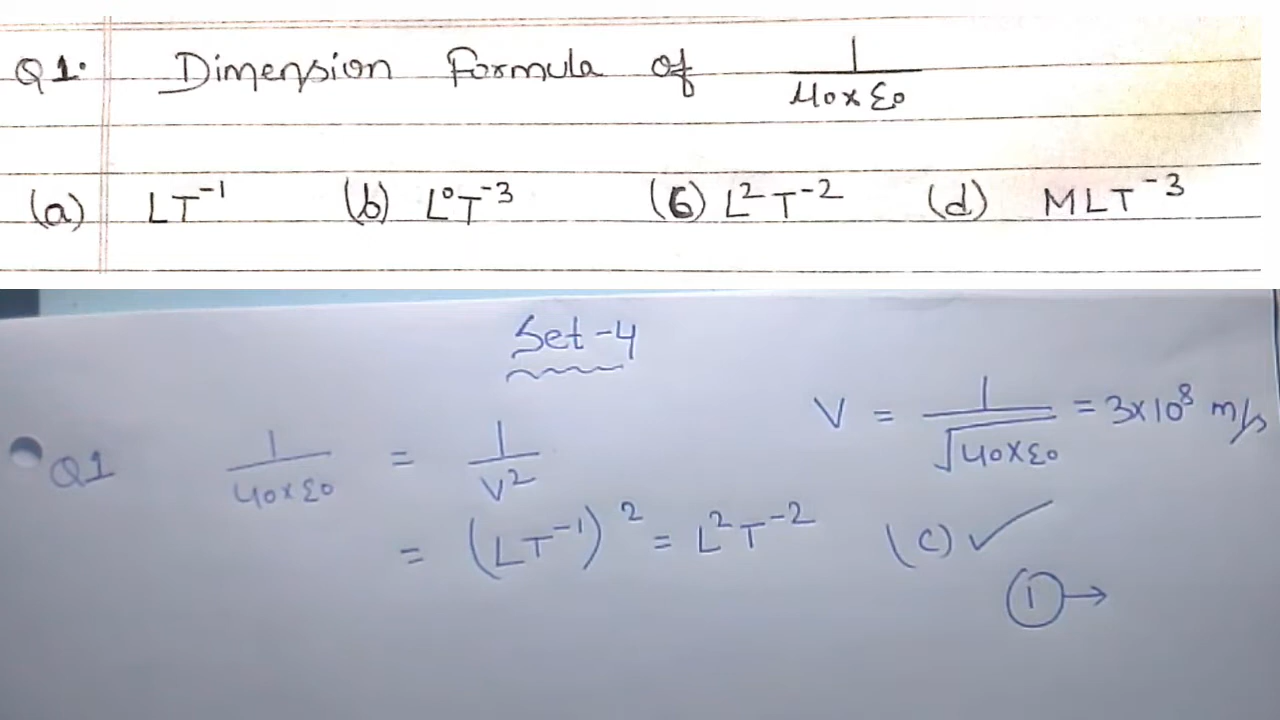 Q1. Dimension Formula of 1/μ0×ε0
(a) LT⁻¹ (b) L⁰T⁻³ (c) L²T⁻² (d) MLT⁻³
Set-4
V = 1/√μ0×ε0 = 3×10⁸ m/s
Q1 1/μ0×ε0 = 1/V²
= (LT⁻¹)² = L²T⁻² (c) ✓
① →